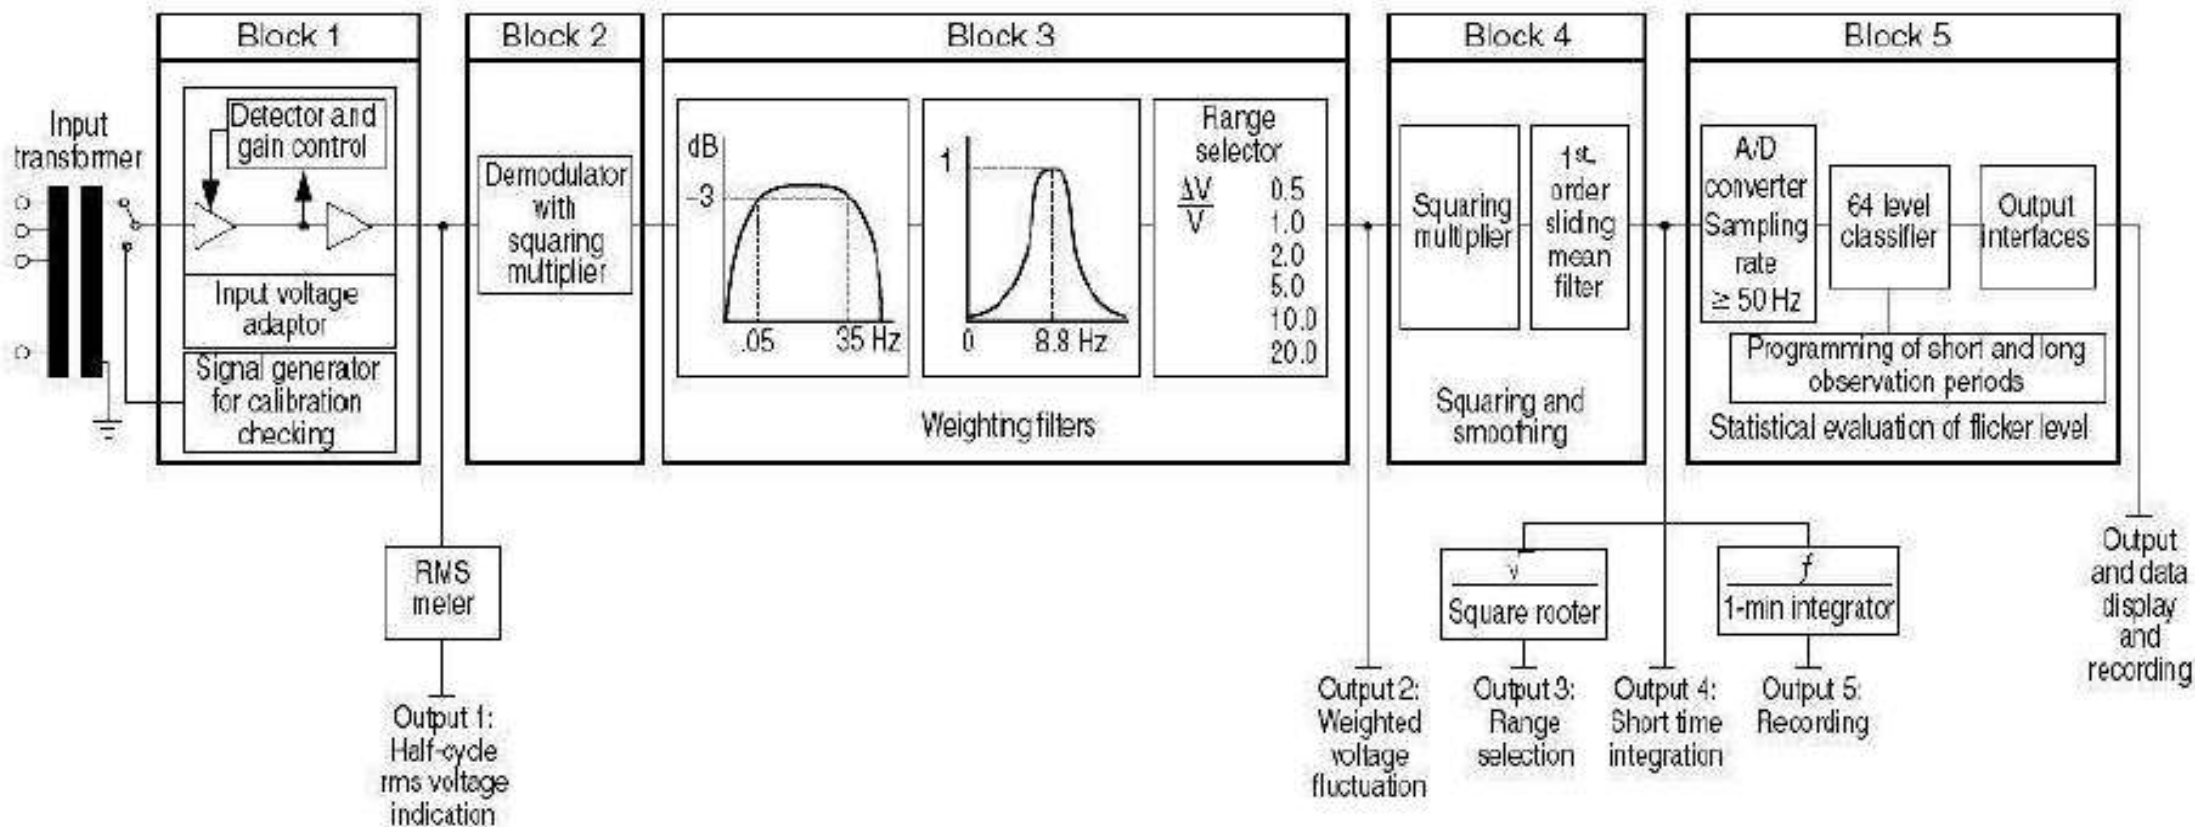 Block 1
Block 2
Block 3
Block 4
Block 5
Input
transformer
Detector and
gain control
Input voltage
adaptor
Signal generator
for calibration
checking
Demodulator
with
squaring
multiplier
dB
-3
.05
35 Hz
1
0
8.8 Hz
Range
selector
ΔV
V
0.5
1.0
2.0
5.0
10.0
20.0
Weighting filters
Squaring
multiplier
1st.
order
sliding
mean
filter
Squaring and
smoothing
A/D
converter
Sampling
rate
≥ 50 Hz
64 level
classifier
Output
interfaces
Programming of short and long
observation periods
Statistical evaluation of flicker level
RMS
meter
Output 1:
Half-cycle
rms voltage
indication
√
Square rooter
ƒ
1-min integrator
Output 2:
Weighted
voltage
fluctuation
Output 3:
Range
selection
Output 4:
Short time
integration
Output 5:
Recording
Output
and data
display
and
recording